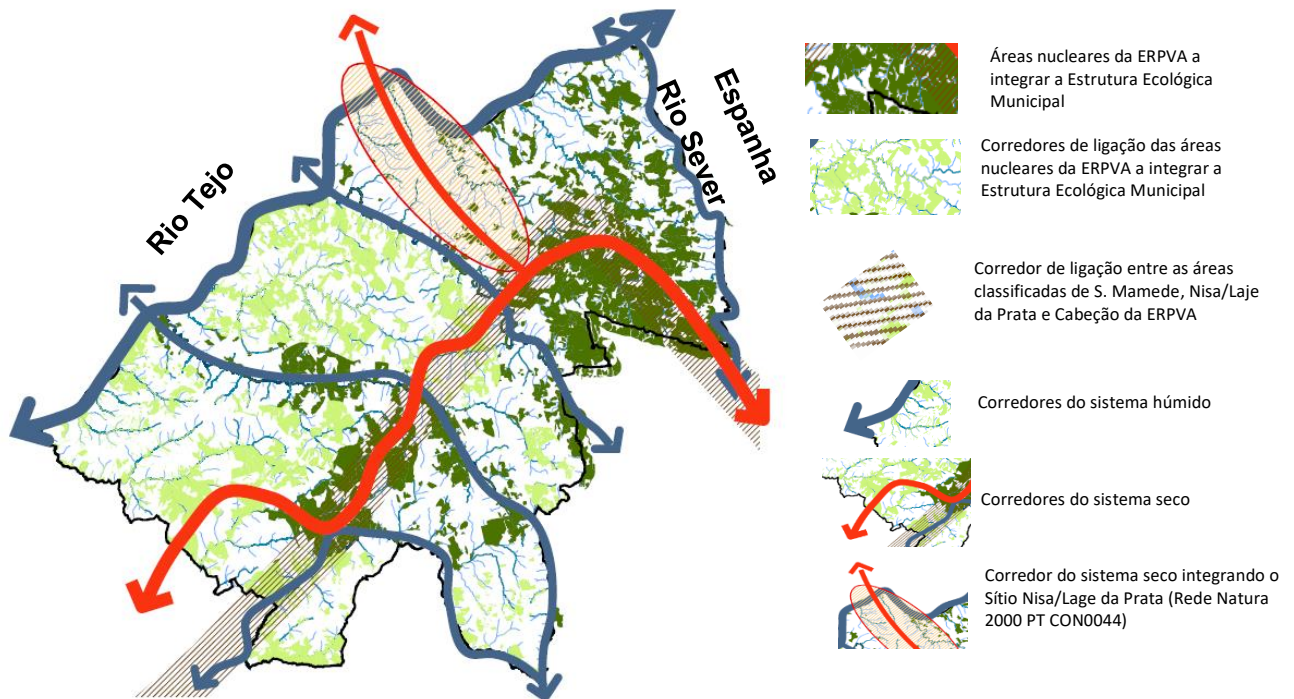 Rio Tejo
Rio Sever
Espanha
Áreas nucleares da ERPVA a
integrar a Estrutura Ecológica
Municipal
Corredores de ligação das áreas
nucleares da ERPVA a integrar a
Estrutura Ecológica Municipal
Corredor de ligação entre as áreas
classificadas de S. Mamede, Nisa/Laje
da Prata e Cabeção da ERPVA
Corredores do sistema húmido
Corredores do sistema seco
Corredor do sistema seco integrando o
Sítio Nisa/Lage da Prata (Rede Natura
2000 PT CON0044)